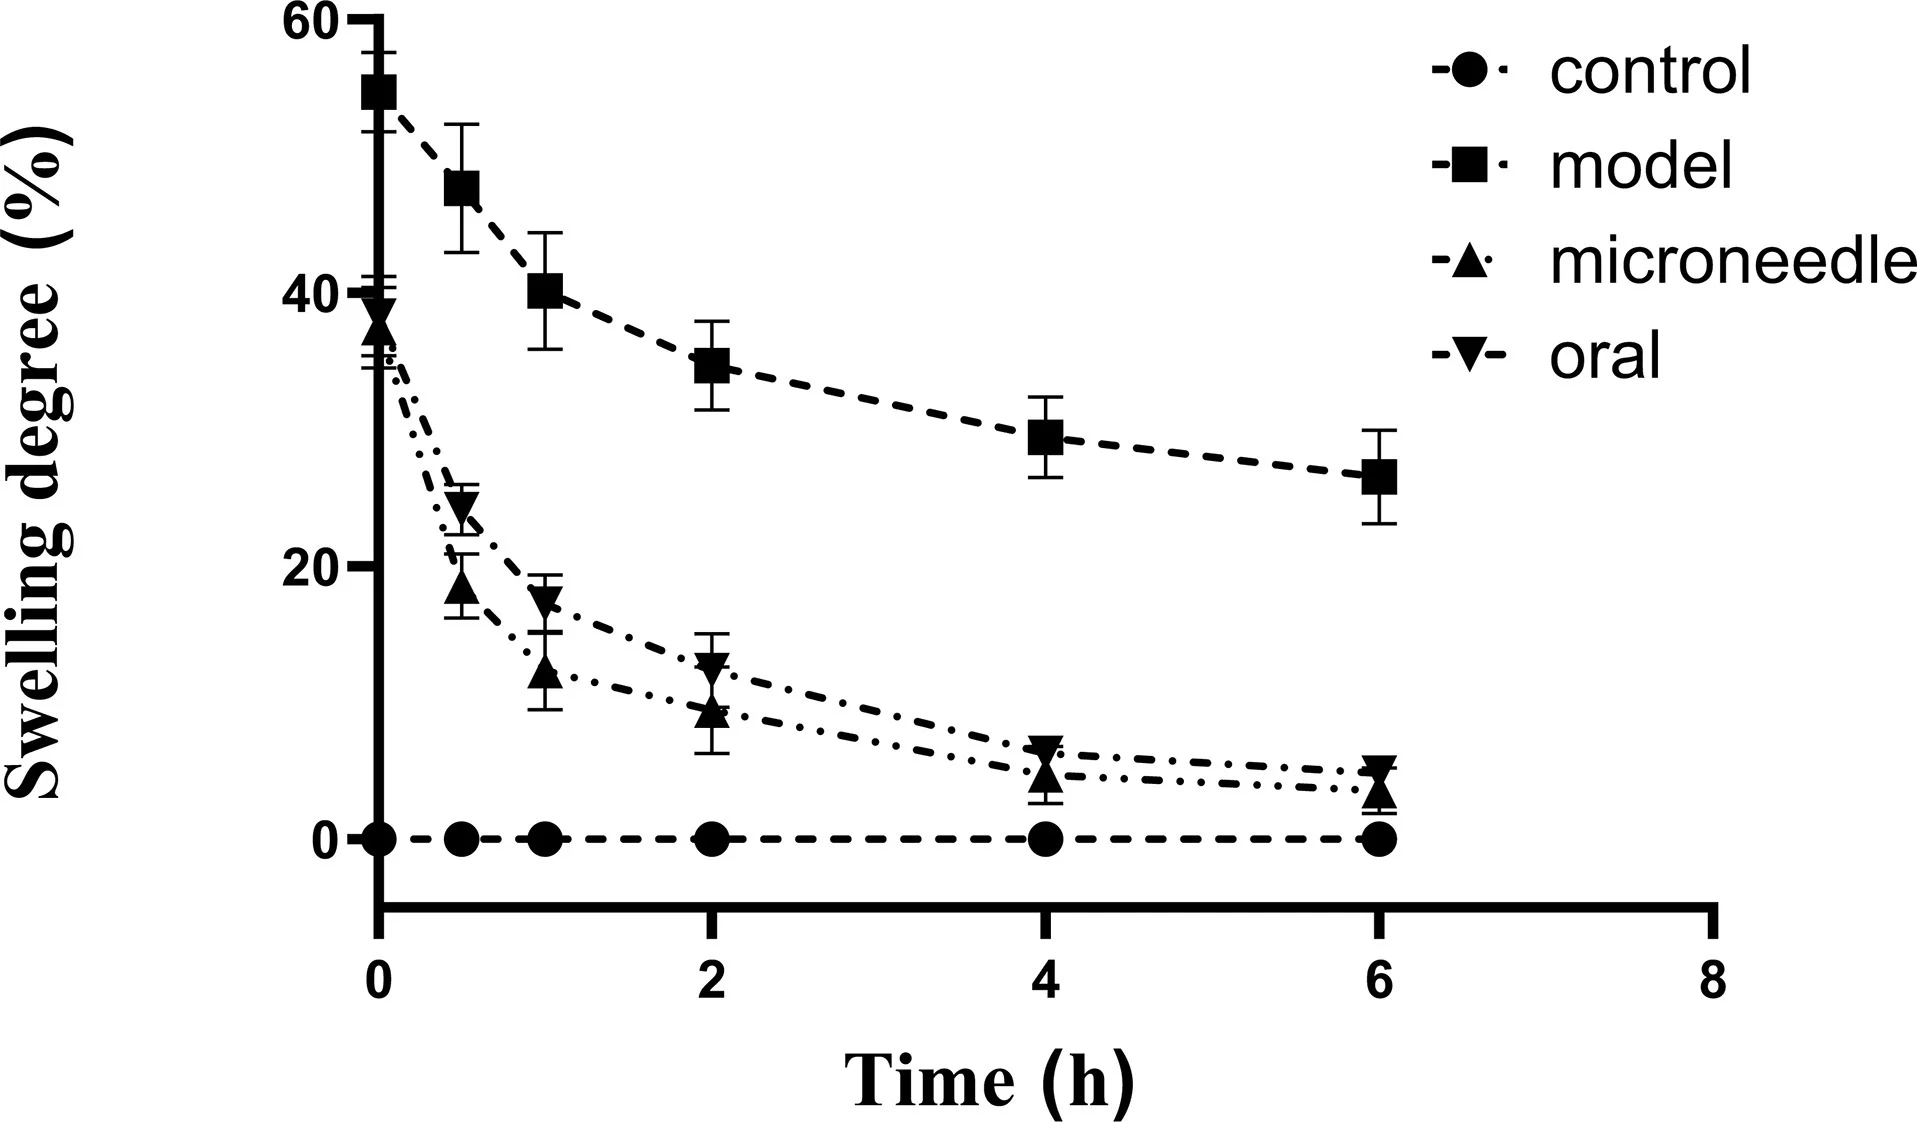 60
40
20
0
Swelling degree (%)
control
model
microneedle
oral
0 2 4 6 8
Time (h)